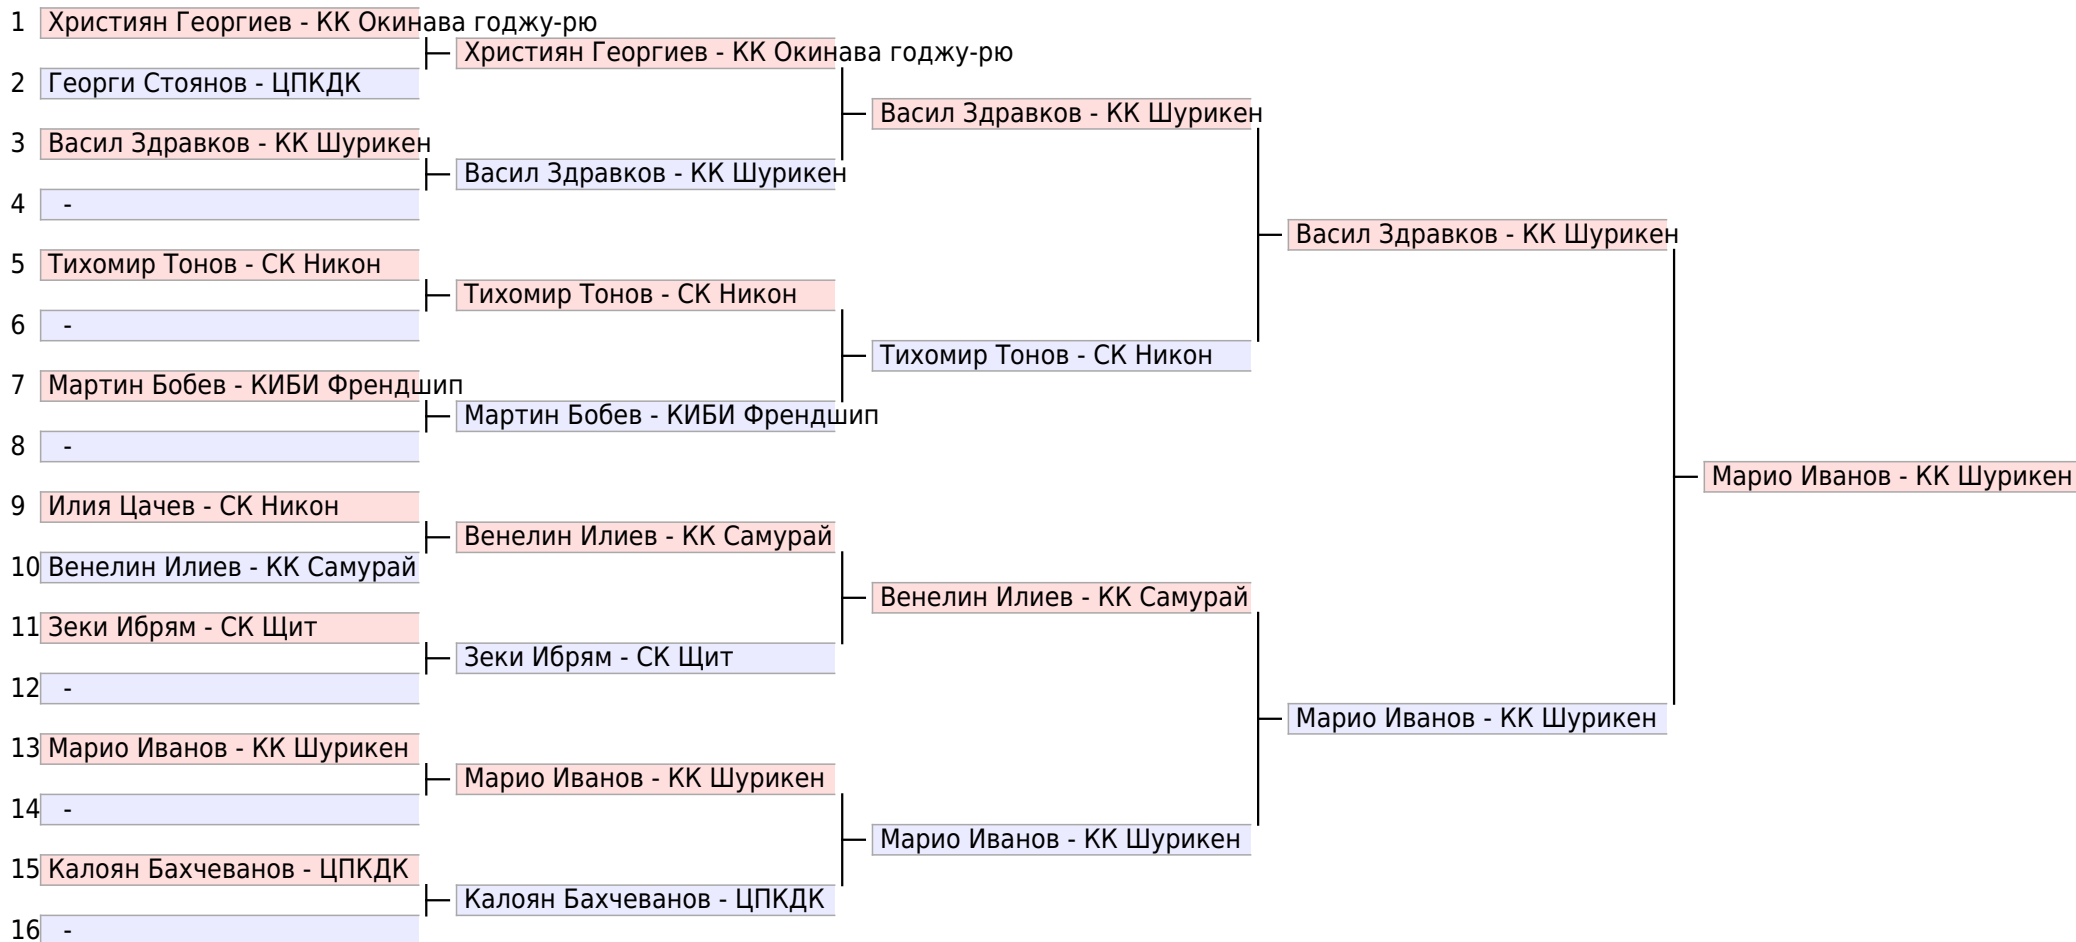 1 Християн Георгиев - КК Окинава годжу-рю
Християн Георгиев - КК Окинава годжу-рю
2 Георги Стоянов - ЦПКДК
Васил Здравков - КК Шурикен
3 Васил Здравков - КК Шурикен
Васил Здравков - КК Шурикен
4 -
Васил Здравков - КК Шурикен
5 Тихомир Тонов - СК Никон
Тихомир Тонов - СК Никон
6 -
Тихомир Тонов - СК Никон
7 Мартин Бобев - КИБИ Френдшип
Мартин Бобев - КИБИ Френдшип
8 -
Марио Иванов - КК Шурикен
9 Илия Цачев - СК Никон
Венелин Илиев - КК Самурай
10 Венелин Илиев - КК Самурай
Венелин Илиев - КК Самурай
11 Зеки Ибрям - СК Щит
Зеки Ибрям - СК Щит
12 -
Марио Иванов - КК Шурикен
13 Марио Иванов - КК Шурикен
Марио Иванов - КК Шурикен
14 -
Марио Иванов - КК Шурикен
15 Калоян Бахчеванов - ЦПКДК
Калоян Бахчеванов - ЦПКДК
16 -